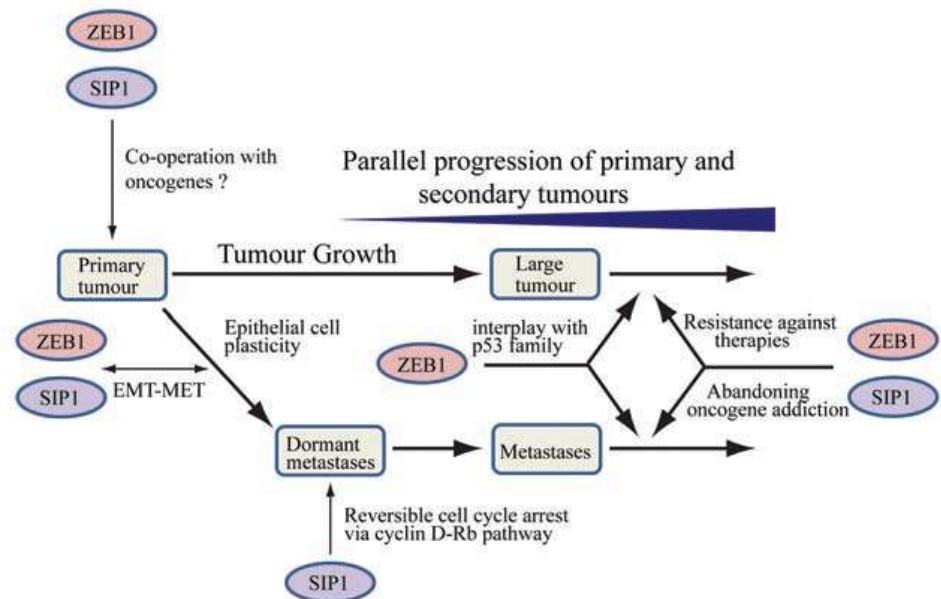 ZEB1
SIP1
Co-operation with
oncogenes ?
Parallel progression of primary and
secondary tumours
Primary
tumour
Tumour Growth
Large
tumour
ZEB1
SIP1
EMT-MET
Epithelial cell
plasticity
ZEB1
interplay with
p53 family
Resistance against
therapies
Abandoning
oncogene addiction
ZEB1
SIP1
Dormant
metastases
Metastases
Reversible cell cycle arrest
via cyclin D-Rb pathway
SIP1